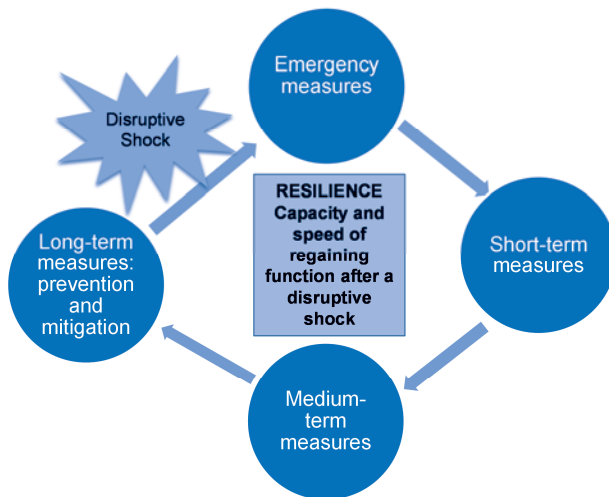 Emergency
measures
Disruptive
Shock
RESILIENCE
Capacity and
speed of
regaining
function after a
disruptive
shock
Short-term
measures
Long-term
measures:
prevention
and
mitigation
Medium-
term
measures